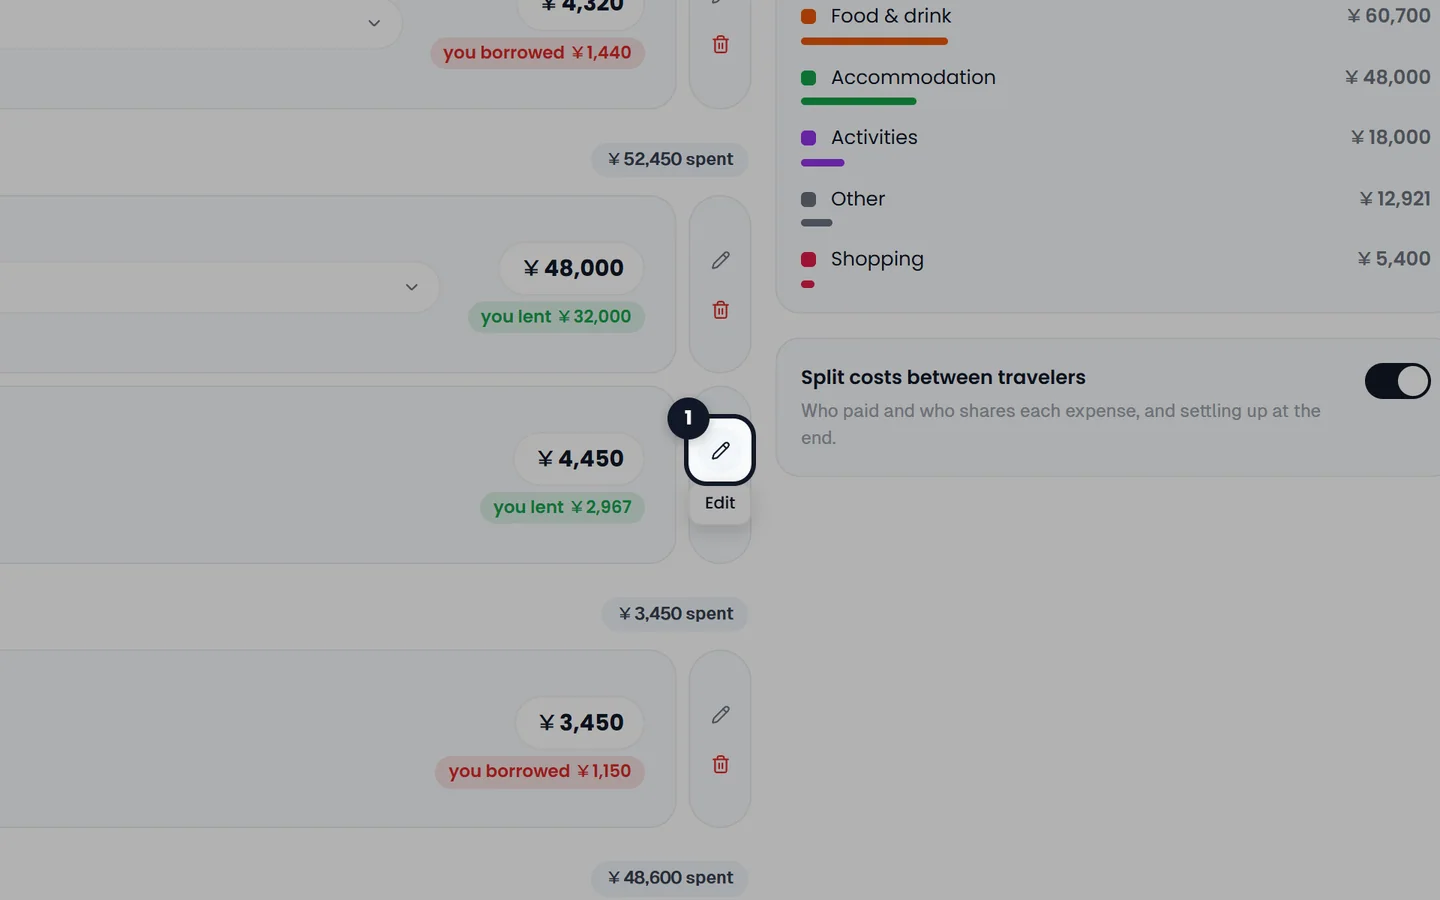 ¥ 4,320
you borrowed ¥ 1,440
¥ 52,450 spent
¥ 48,000
you lent ¥ 32,000
1
¥ 4,450
you lent ¥ 2,967
Edit
¥ 3,450 spent
¥ 3,450
you borrowed ¥ 1,150
¥ 48,600 spent
Food & drink ¥ 60,700
Accommodation ¥ 48,000
Activities ¥ 18,000
Other ¥ 12,921
Shopping ¥ 5,400
Split costs between travelers
Who paid and who shares each expense, and settling up at the
end.